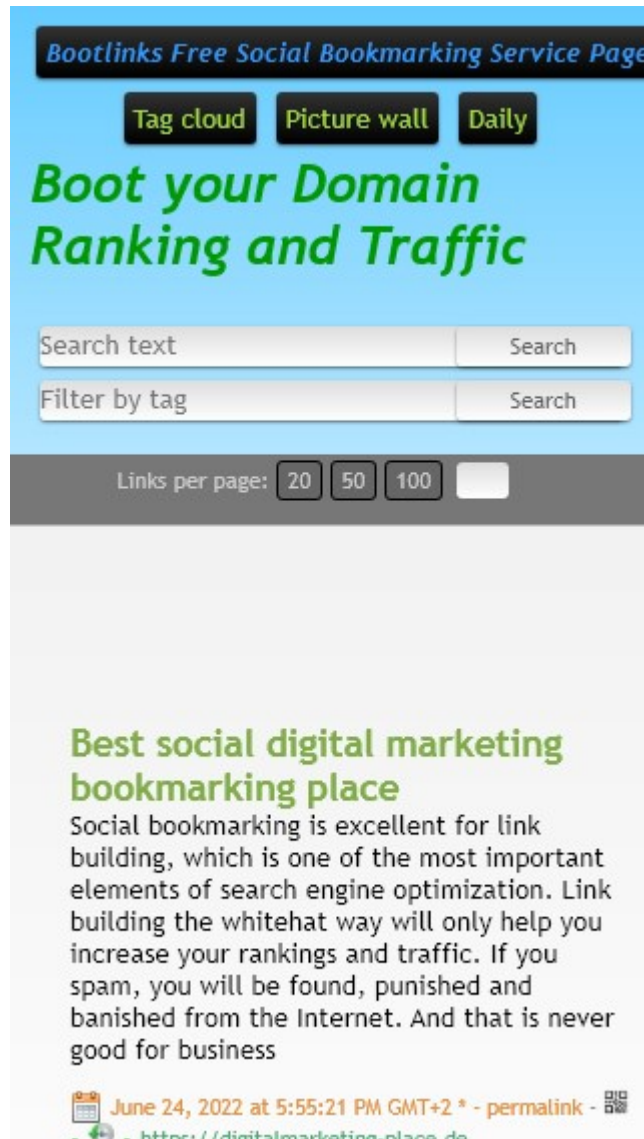 Bootlinks Free Social Bookmarking Service Page
Tag cloud Picture wall Daily
Boot your Domain
Ranking and Traffic
Search text Search
Filter by tag Search
Links per page: 20 50 100
Best social digital marketing
bookmarking place
Social bookmarking is excellent for link
building, which is one of the most important
elements of search engine optimization. Link
building the whitehat way will only help you
increase your rankings and traffic. If you
spam, you will be found, punished and
banished from the Internet. And that is never
good for business
June 24, 2022 at 5:55:21 PM GMT+2 * - permalink -
- - https://digitalmarketing-place.de